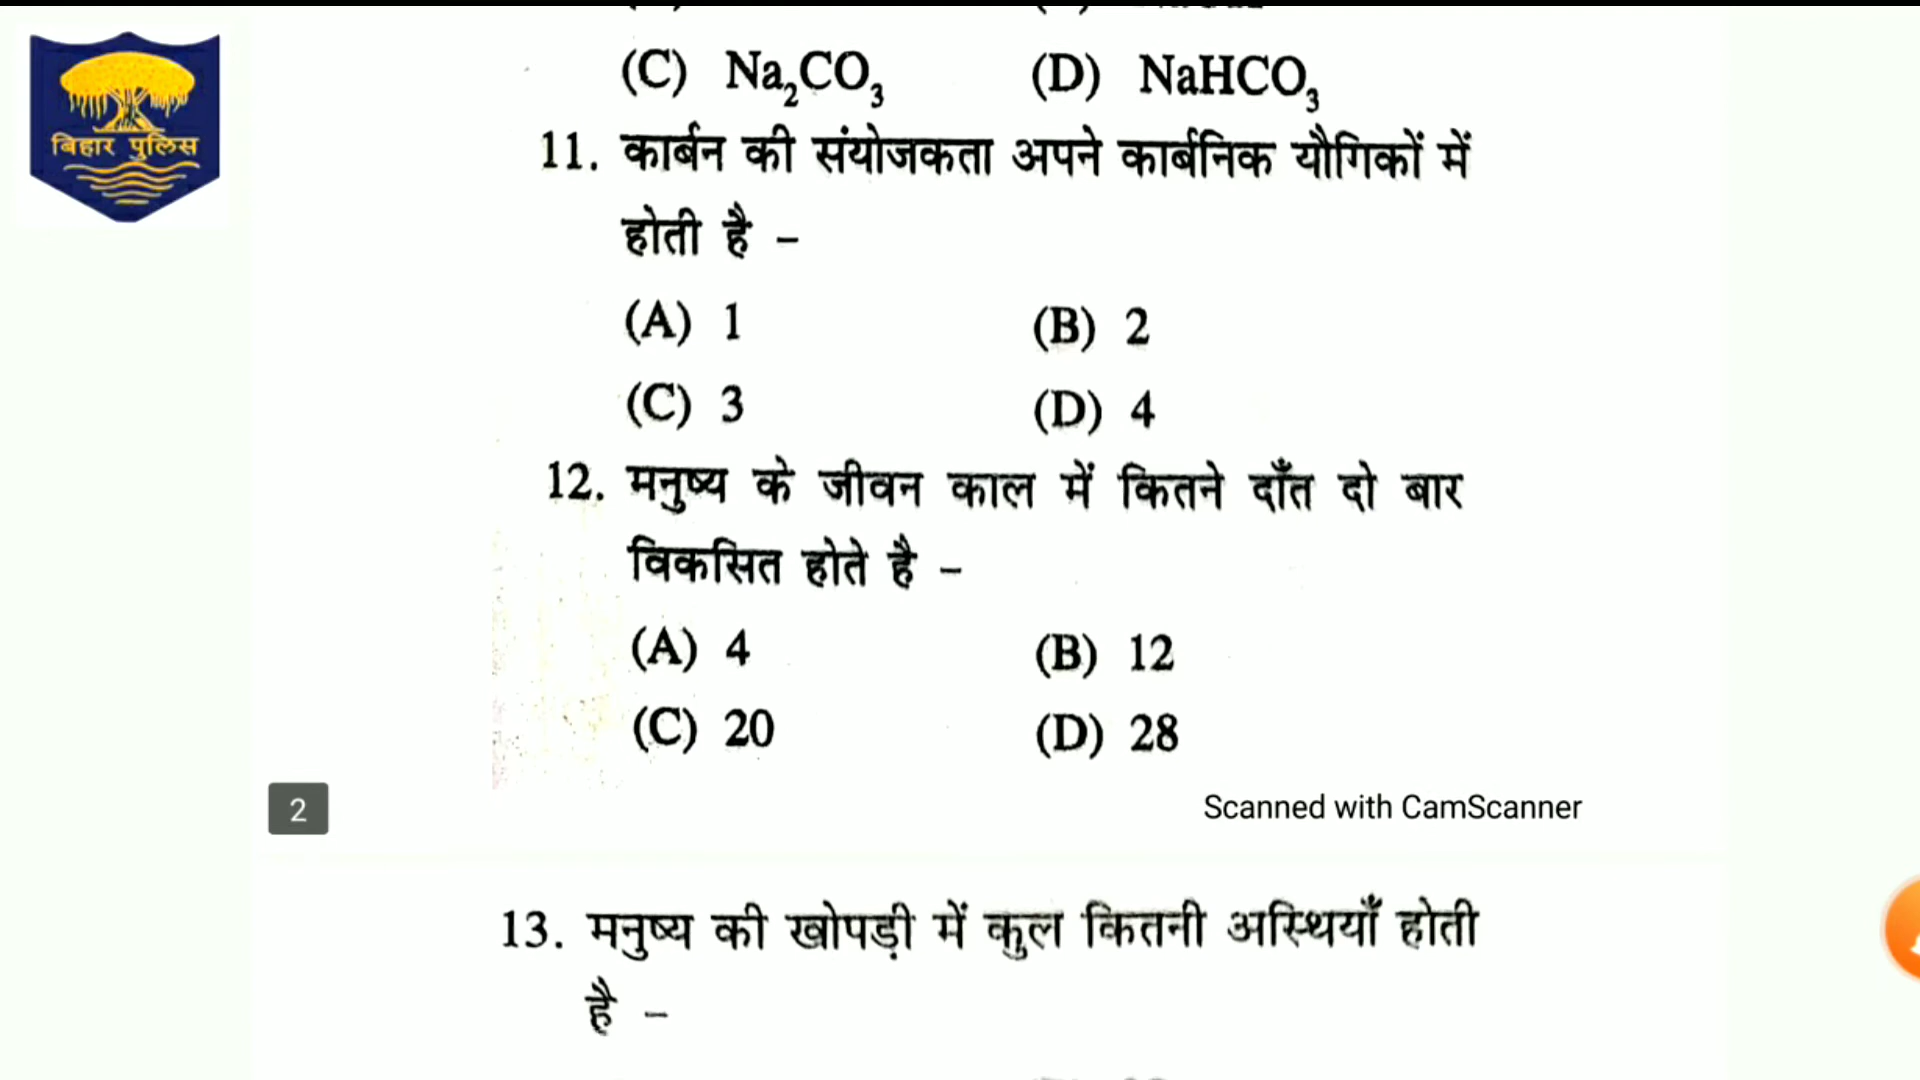 बिहार पुलिस
(C) Na₂CO₃ (D) NaHCO₃
11. कार्बन की संयोजकता अपने कार्बनिक यौगिकों में
होती है –
(A) 1 (B) 2
(C) 3 (D) 4
12. मनुष्य के जीवन काल में कितने दाँत दो बार
विकसित होते है –
(A) 4 (B) 12
(C) 20 (D) 28
2
Scanned with CamScanner
13. मनुष्य की खोपड़ी में कुल कितनी अस्थियाँ होती
है –